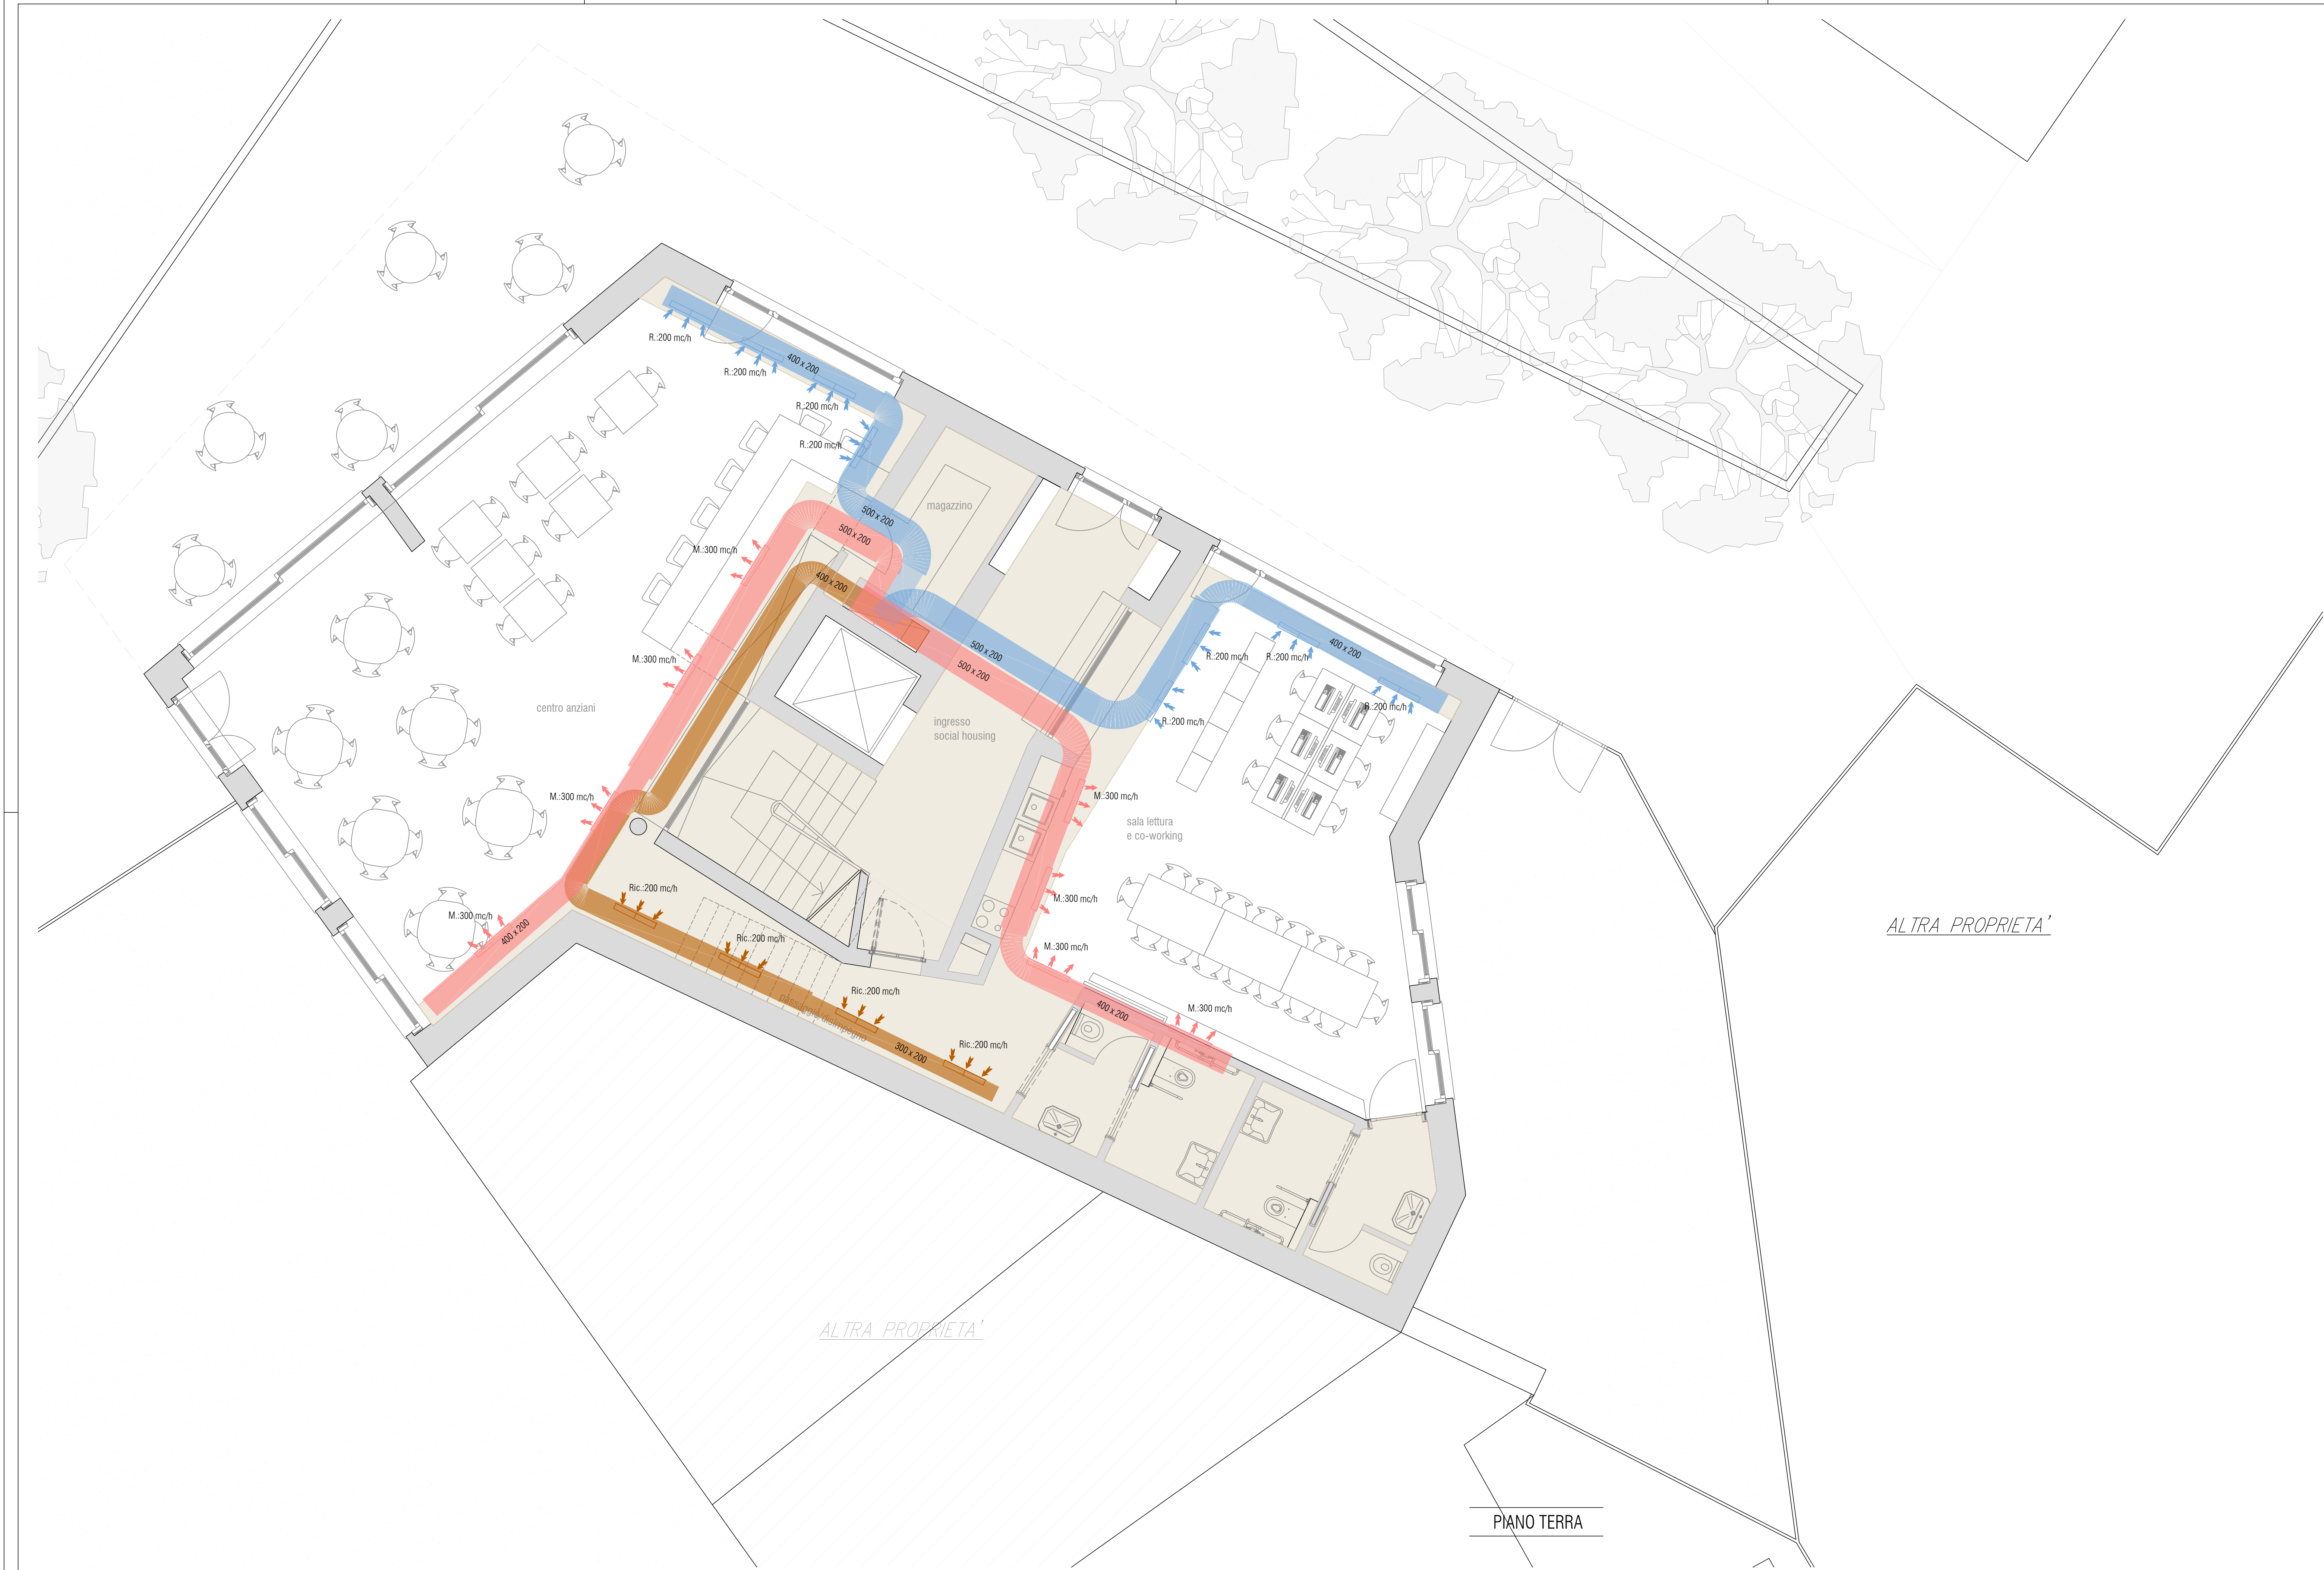 R.:200 mc/h
400 x 200
R.:200 mc/h
R.:200 mc/h
R.:200 mc/h
magazzino
500 x 200
500 x 200
M.:300 mc/h
400 x 200
500 x 200
500 x 200
400 x 200
R.:200 mc/h
R.:200 mc/h
M.:300 mc/h
centro anziani
ingresso
social housing
R.:200 mc/h
R.:200 mc/h
M.:300 mc/h
M.:300 mc/h
sala lettura
e co-working
Ric.:200 mc/h
M.:300 mc/h
M.:300 mc/h
400 x 200
Ric.:200 mc/h
M.:300 mc/h
ALTRA PROPRIETA'
Ric.:200 mc/h
passaggio/disimpegno
M.:300 mc/h
400 x 200
Ric.:200 mc/h
300 x 200
ALTRA PROPRIETA'
PIANO TERRA